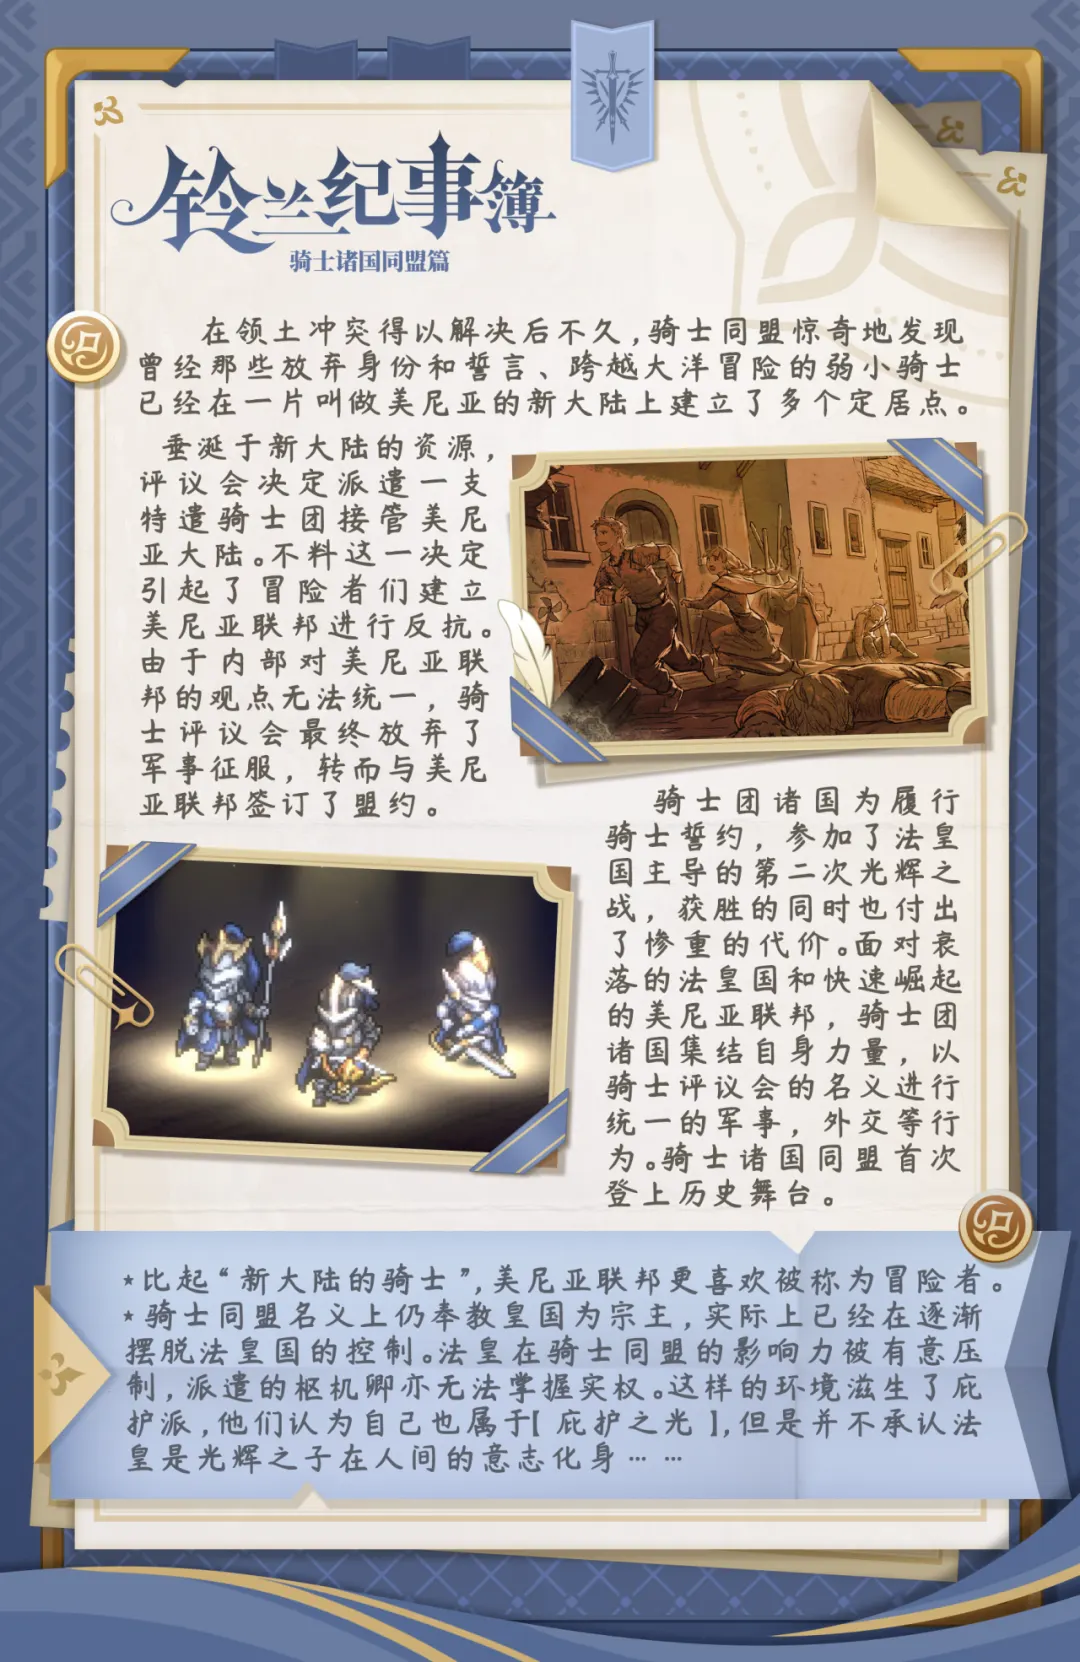 铃兰纪事簿
骑士诸国同盟篇
在领土冲突得以解决后不久,骑士同盟惊奇地发现
曾经那些放弃身份和誓言、跨越大洋冒险的弱小骑士
已经在一片叫做美尼亚的新大陆上建立了多个定居点。
垂涎于新大陆的资源,
评议会决定派遣一支
特遣骑士团接管美尼
亚大陆。不料这一决定
引起了冒险者们建立
美尼亚联邦进行反抗。
由于内部对美尼亚联
邦的观点无法统一，骑
士评议会最终放弃了
军事征服，转而与美尼
亚联邦签订了盟约。
骑士团诸国为履行
骑士誓约，参加了法皇
国主导的第二次光辉之
战，获胜的同时也付出
了惨重的代价。面对衰
落的法皇国和快速崛起
的美尼亚联邦，骑士团
诸国集结自身力量，以
骑士评议会的名义进行
统一的军事，外交等行
为。骑士诸国同盟首次
登上历史舞台。
★比起“新大陆的骑士”,美尼亚联邦更喜欢被称为冒险者。
★骑士同盟名义上仍奉教皇国为宗主,实际上已经在逐渐
摆脱法皇国的控制。法皇在骑士同盟的影响力被有意压
制,派遣的枢机卿亦无法掌握实权。这样的环境滋生了庇
护派,他们认为自己也属于【庇护之光】,但是并不承认法
皇是光辉之子在人间的意志化身……